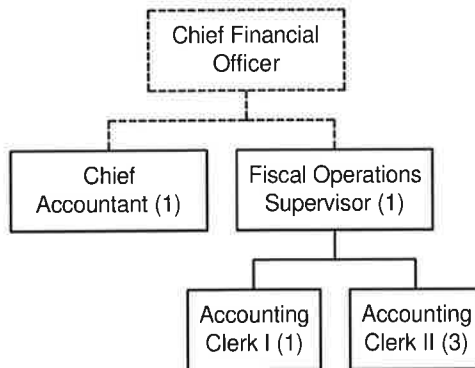 Chief Financial
Officer
Chief
Accountant (1)
Fiscal Operations
Supervisor (1)
Accounting
Clerk I (1)
Accounting
Clerk II (3)